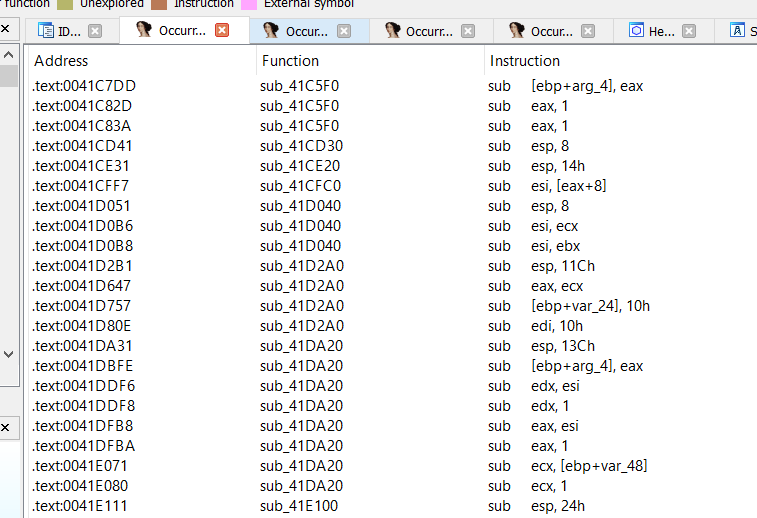 function Unexplored Instruction External symbol
ID... Occurr... Occurr... Occurr... Occur... He... S
Address Function Instruction
.text:0041C7DD sub_41C5F0 sub [ebp+arg_4], eax
.text:0041C82D sub_41C5F0 sub eax, 1
.text:0041C83A sub_41C5F0 sub eax, 1
.text:0041CD41 sub_41CD30 sub esp, 8
.text:0041CE31 sub_41CE20 sub esp, 14h
.text:0041CFF7 sub_41CFC0 sub esi, [eax+8]
.text:0041D051 sub_41D040 sub esp, 8
.text:0041D0B6 sub_41D040 sub esi, ecx
.text:0041D0B8 sub_41D040 sub esi, ebx
.text:0041D2B1 sub_41D2A0 sub esp, 11Ch
.text:0041D647 sub_41D2A0 sub eax, ecx
.text:0041D757 sub_41D2A0 sub [ebp+var_24], 10h
.text:0041D80E sub_41D2A0 sub edi, 10h
.text:0041DA31 sub_41DA20 sub esp, 13Ch
.text:0041DBFE sub_41DA20 sub [ebp+arg_4], eax
.text:0041DDF6 sub_41DA20 sub edx, esi
.text:0041DDF8 sub_41DA20 sub edx, 1
.text:0041DFB8 sub_41DA20 sub eax, esi
.text:0041DFBA sub_41DA20 sub eax, 1
.text:0041E071 sub_41DA20 sub ecx, [ebp+var_48]
.text:0041E080 sub_41DA20 sub ecx, 1
.text:0041E111 sub_41E100 sub esp, 24h